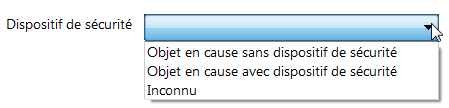 Dispositif de sécurité
Objet en cause sans dispositif de sécurité
Objet en cause avec dispositif de sécurité
Inconnu